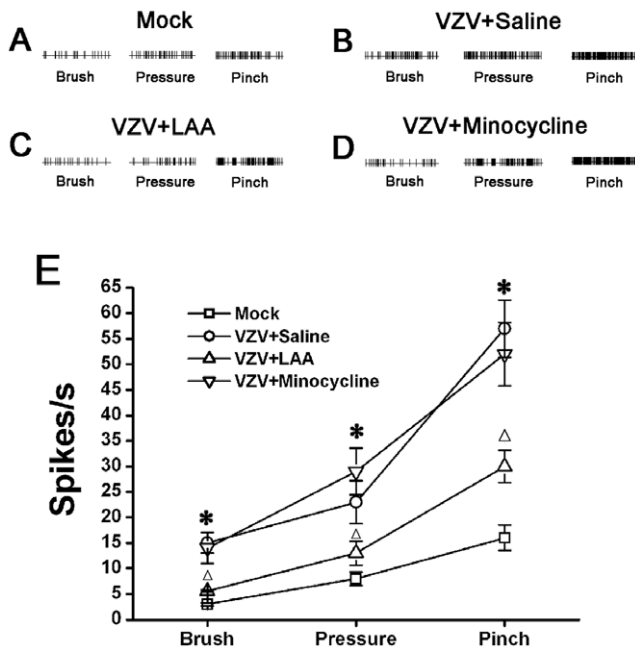 Mock
VZV+Saline
A
B
Brush Pressure Pinch
Brush Pressure Pinch
VZV+LAA
VZV+Minocycline
C
D
Brush Pressure Pinch
Brush Pressure Pinch
E
65
60
55
50
45
40
35
30
25
20
15
10
5
0
Spikes/s
Mock
VZV+Saline
VZV+LAA
VZV+Minocycline
*
*
*
Brush Pressure Pinch